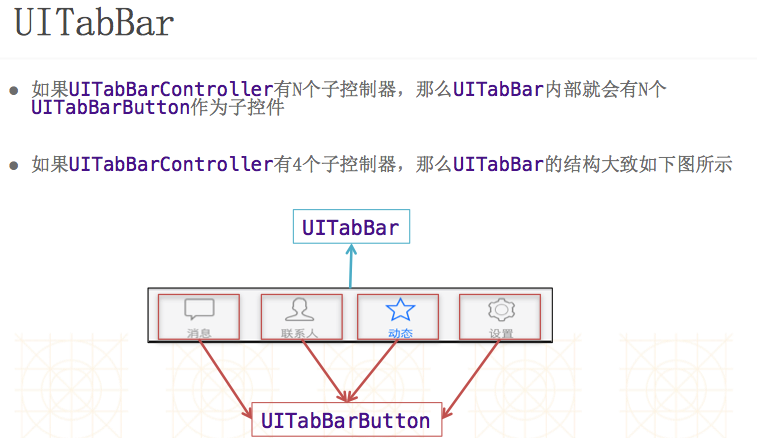 UITabBar
如果UITabBarController有N个子控制器，那么UITabBar内部就会有N个
UITabBarButton作为子控件
如果UITabBarController有4个子控制器，那么UITabBar的结构大致如下图所示
UITabBar
消息
联系人
动态
设置
UITabBarButton